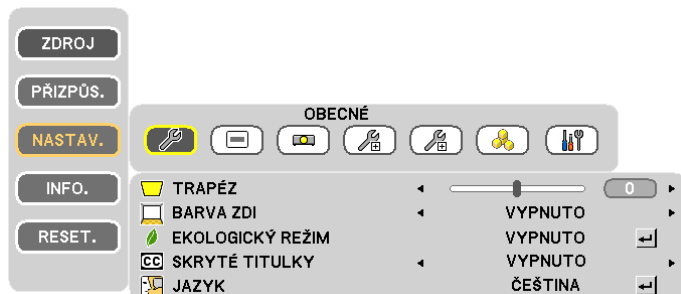 ZDROJ
PŘIZPŮS.
NASTAV.
INFO.
RESET.
OBECNÉ
TRAPÉZ 0
BARVA ZDI VYPNUTO
EKOLOGICKÝ REŽIM VYPNUTO
CC SKRYTÉ TITULKY VYPNUTO
JAZYK ČEŠTINA